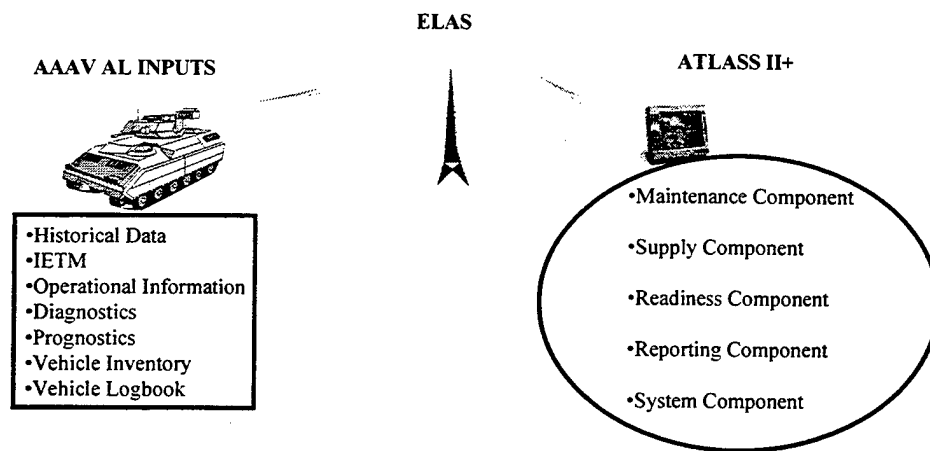 ELAS
AAAV AL INPUTS
ATLASS II+
•Historical Data
•IETM
•Operational Information
•Diagnostics
•Prognostics
•Vehicle Inventory
•Vehicle Logbook
•Maintenance Component
•Supply Component
•Readiness Component
•Reporting Component
•System Component